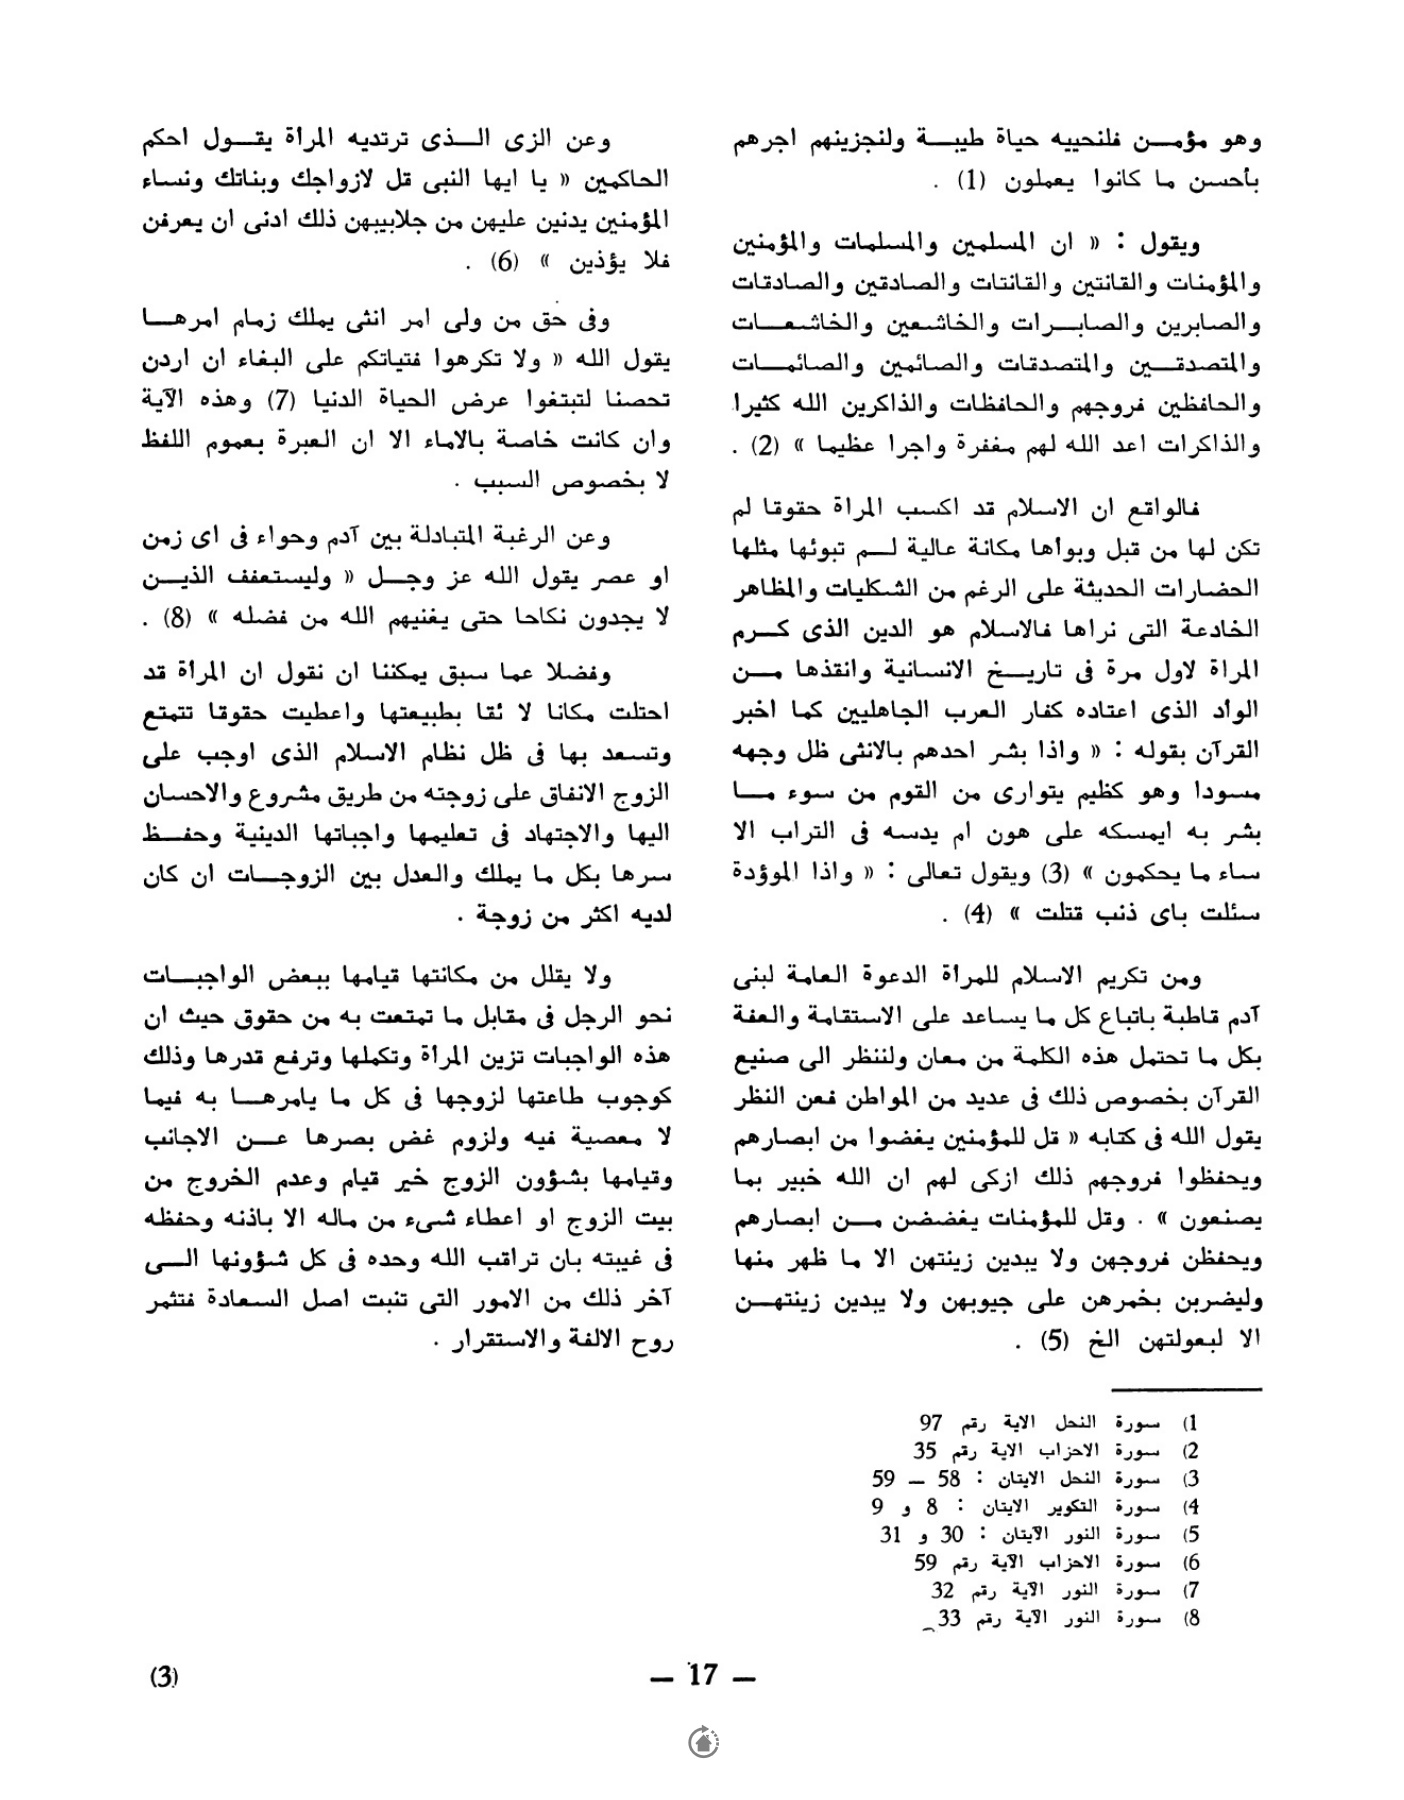 وهو مؤمن فلنحييه حياة طيبة ولنجزينهم اجرهم
بأحسن ما كانوا يعملون (1) .
ويقول : « ان المسلمين والمسلمات والمؤمنين
والمؤمنات والقانتين والقانتات والصادقين والصادقات
والصابرين والصابرات والخاشعين والخاشعات
والمتصدقين والمتصدقات والصائمين والصائمات
والحافظين فروجهم والحافظات والذاكرين الله كثيرا
والذاكرات اعد الله لهم مغفرة واجرا عظيما » (2) .
فالواقع ان الاسلام قد اكسب المراة حقوقا لم
تكن لها من قبل وبوأها مكانة عالية لم تبوئها مثلها
الحضارات الحديثة على الرغم من الشكليات والمظاهر
الخادعة التى نراها فالاسلام هو الدين الذى كرم
المراة لاول مرة فى تاريخ الانسانية وانقذها من
الوأد الذى اعتاده كفار العرب الجاهليين كما اخبر
القرآن بقوله : « واذا بشر احدهم بالانثى ظل وجهه
مسودا وهو كظيم يتوارى من القوم من سوء ما
بشر به ايمسكه على هون ام يدسه فى التراب الا
ساء ما يحكمون » (3) ويقول تعالى : « واذا الموؤدة
سئلت باى ذنب قتلت » (4) .
ومن تكريم الاسلام للمرأة الدعوة العامة لبنى
آدم قاطبة باتباع كل ما يساعد على الاستقامة والعفة
بكل ما تحتمل هذه الكلمة من معان ولننظر الى صنيع
القرآن بخصوص ذلك فى عديد من المواطن فعن النظر
يقول الله فى كتابه « قل للمؤمنين يغضوا من ابصارهم
ويحفظوا فروجهم ذلك ازكى لهم ان الله خبير بما
يصنعون » . وقل للمؤمنات يغضضن من ابصارهم
ويحفظن فروجهن ولا يبدين زينتهن الا ما ظهر منها
وليضربن بخمرهن على جيوبهن ولا يبدين زينتهن
الا لبعولتهن الخ (5) .
وعن الزى الذى ترتديه المرأة يقول احكم
الحاكمين « يا ايها النبى قل لازواجك وبناتك ونساء
المؤمنين يدنين عليهن من جلابيبهن ذلك ادنى ان يعرفن
فلا يؤذين » (6) .
وفى حق من ولى امر انثى يملك زمام امرها
يقول الله « ولا تكرهوا فتياتكم على البغاء ان اردن
تحصنا لتبتغوا عرض الحياة الدنيا (7) وهذه الآية
وان كانت خاصة بالاماء الا ان العبرة بعموم اللفظ
لا بخصوص السبب .
وعن الرغبة المتبادلة بين آدم وحواء فى اى زمن
او عصر يقول الله عز وجل « وليستعفف الذين
لا يجدون نكاحا حتى يغنيهم الله من فضله » (8) .
وفضلا عما سبق يمكننا ان نقول ان المرأة قد
احتلت مكانا لا ئقا بطبيعتها واعطيت حقوقا تتمتع
وتسعد بها فى ظل نظام الاسلام الذى اوجب على
الزوج الانفاق على زوجته من طريق مشروع والاحسان
اليها والاجتهاد فى تعليمها واجباتها الدينية وحفظ
سرها بكل ما يملك والعدل بين الزوجات ان كان
لديه اكثر من زوجة .
ولا يقلل من مكانتها قيامها ببعض الواجبات
نحو الرجل فى مقابل ما تمتعت به من حقوق حيث ان
هذه الواجبات تزين المرأة وتكملها وترفع قدرها وذلك
كوجوب طاعتها لزوجها فى كل ما يامرها به فيما
لا معصية فيه ولزوم غض بصرها عن الاجانب
وقيامها بشؤون الزوج خير قيام وعدم الخروج من
بيت الزوج او اعطاء شىء من ماله الا باذنه وحفظه
فى غيبته بان تراقب الله وحده فى كل شؤونها الى
آخر ذلك من الامور التى تنبت اصل السعادة فتثمر
روح الالفة والاستقرار .
1) سورة النحل الاية رقم 97
2) سورة الاحزاب الاية رقم 35
3) سورة النحل الايتان : 58 — 59
4) سورة التكوير الايتان : 8 و 9
5) سورة النور الآيتان : 30 و 31
6) سورة الاحزاب الآية رقم 59
7) سورة النور الآية رقم 32
8) سورة النور الآية رقم 33
— 17 —
(3)